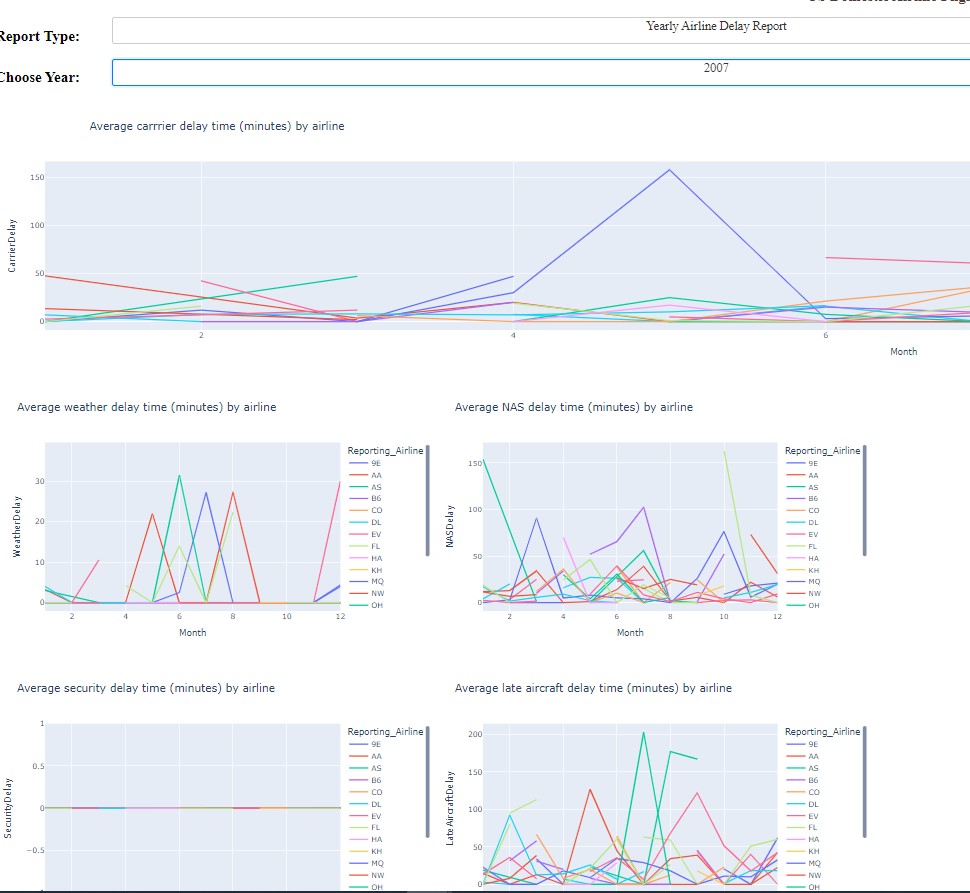 Report Type:
Yearly Airline Delay Report
Choose Year:
2007
Average carrrier delay time (minutes) by airline
150
100
50
0
CarrierDelay
2
4
6
Month
Average weather delay time (minutes) by airline
30
20
10
0
WeatherDelay
2
4
6
8
10
12
Month
Reporting_Airline
9E
AA
AS
B6
CO
DL
EV
FL
HA
KH
MQ
NW
OH
Average NAS delay time (minutes) by airline
150
100
50
0
NASDelay
2
4
6
8
10
12
Month
Reporting_Airline
9E
AA
AS
B6
CO
DL
EV
FL
HA
KH
MQ
NW
OH
Average security delay time (minutes) by airline
1
0.5
0
−0.5
SecurityDelay
Reporting_Airline
9E
AA
AS
B6
CO
DL
EV
FL
HA
KH
MQ
NW
OH
Average late aircraft delay time (minutes) by airline
200
150
100
50
0
LateAircraftDelay
Reporting_Airline
9E
AA
AS
B6
CO
DL
EV
FL
HA
KH
MQ
NW
OH